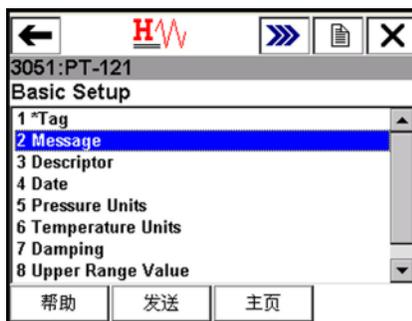 H
3051:PT-121
Basic Setup
1 *Tag
2 Message
3 Descriptor
4 Date
5 Pressure Units
6 Temperature Units
7 Damping
8 Upper Range Value
帮助 发送 主页